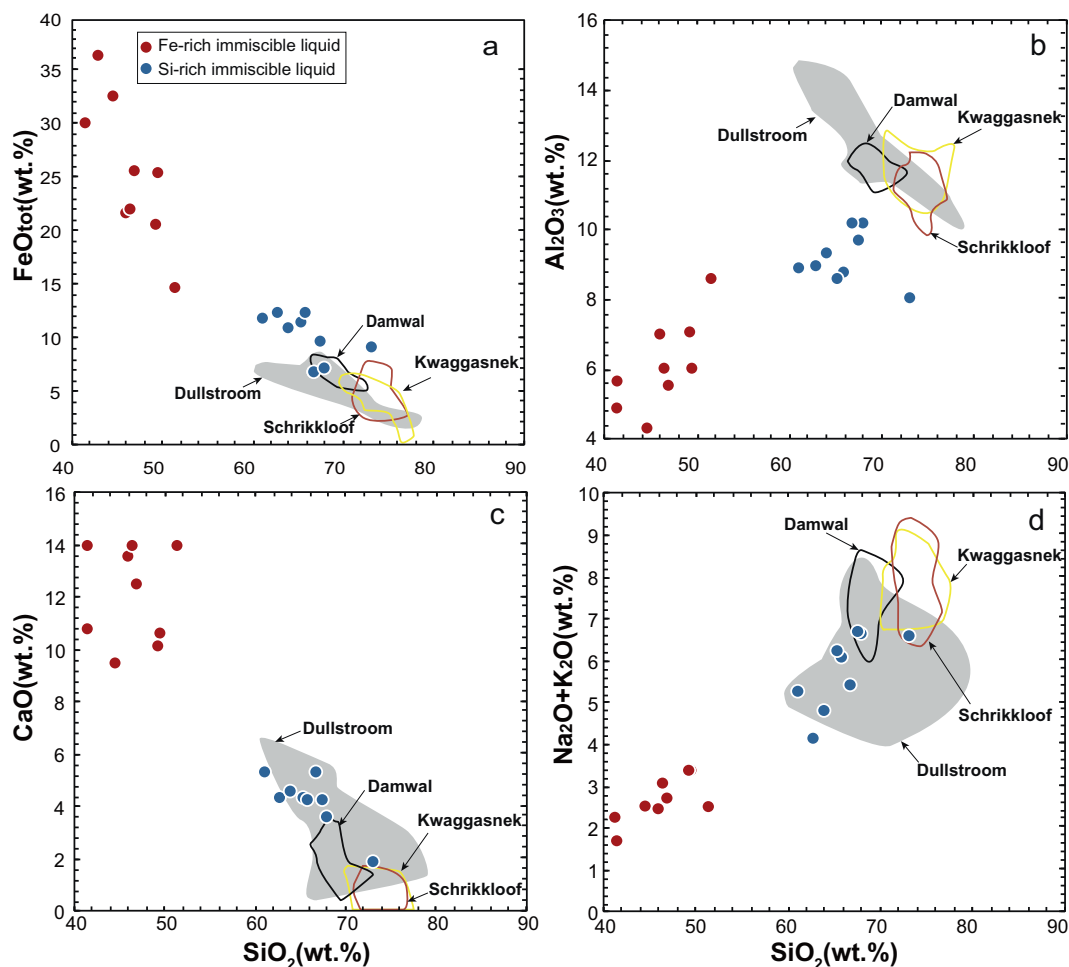 a
Fe-rich immiscible liquid
Si-rich immiscible liquid
FeOtot(wt.%)
40
35
30
25
20
15
10
5
0
40 50 60 70 80 90
Damwal
Kwaggasnek
Dullstroom
Schrikkloof
b
Al2O3(wt.%)
16
14
12
10
8
6
4
40 50 60 70 80 90
Damwal
Kwaggasnek
Dullstroom
Schrikkloof
c
CaO(wt.%)
16
14
12
10
8
6
4
2
0
40 50 60 70 80 90
SiO2(wt.%)
Dullstroom
Damwal
Kwaggasnek
Schrikkloof
d
Na2O+K2O(wt.%)
10
9
8
7
6
5
4
3
2
1
0
40 50 60 70 80 90
SiO2(wt.%)
Damwal
Kwaggasnek
Schrikkloof
Dullstroom